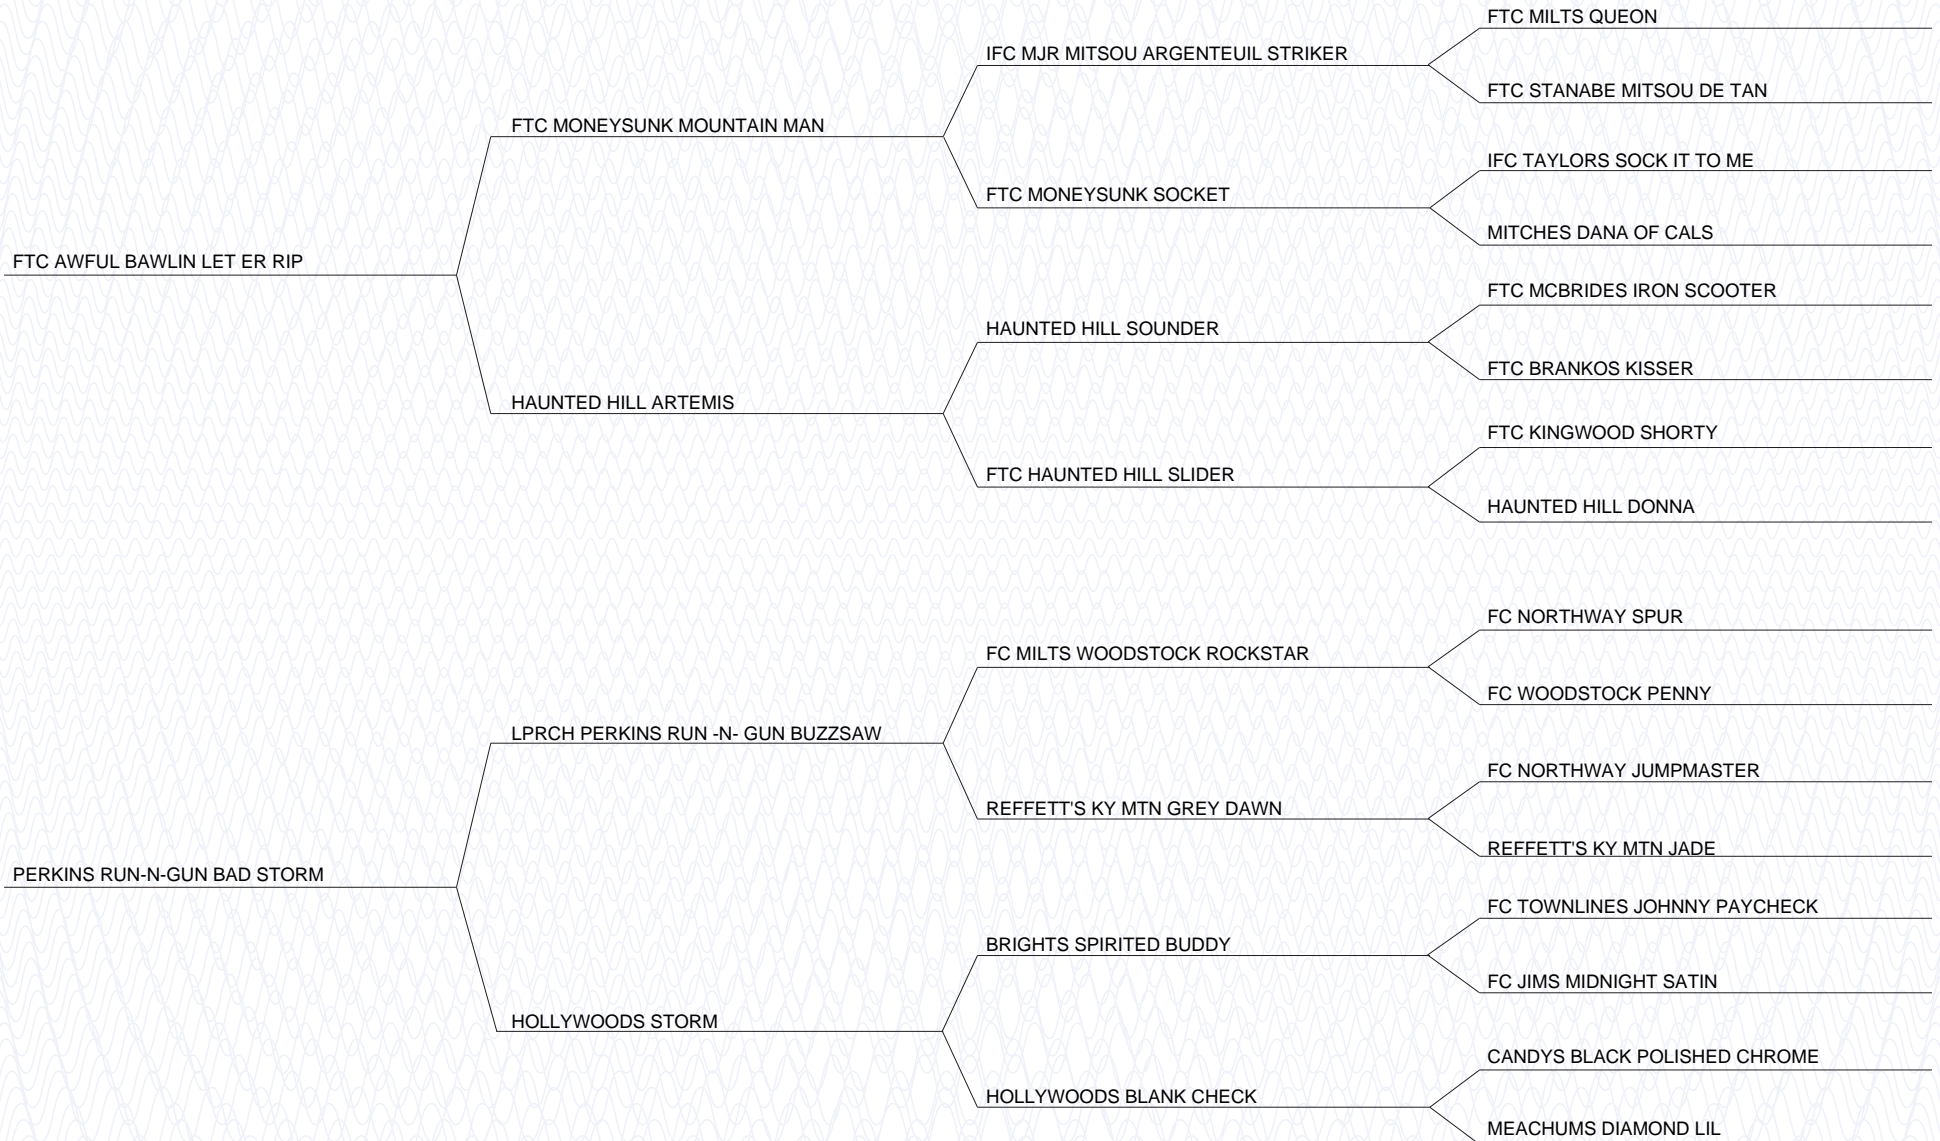 FTC MILTS QUEON
IFC MJR MITSOU ARGENTEUIL STRIKER
FTC STANABE MITSOU DE TAN
FTC MONEYSUNK MOUNTAIN MAN
IFC TAYLORS SOCK IT TO ME
FTC MONEYSUNK SOCKET
MITCHES DANA OF CALS
FTC AWFUL BAWLIN LET ER RIP
FTC MCBRIDES IRON SCOOTER
HAUNTED HILL SOUNDER
FTC BRANKOS KISSER
HAUNTED HILL ARTEMIS
FTC KINGWOOD SHORTY
FTC HAUNTED HILL SLIDER
HAUNTED HILL DONNA
FC NORTHWAY SPUR
FC MILTS WOODSTOCK ROCKSTAR
FC WOODSTOCK PENNY
LPRCH PERKINS RUN -N- GUN BUZZSAW
FC NORTHWAY JUMPMASTER
REFFETT'S KY MTN GREY DAWN
REFFETT'S KY MTN JADE
PERKINS RUN-N-GUN BAD STORM
FC TOWNLINES JOHNNY PAYCHECK
BRIGHTS SPIRITED BUDDY
FC JIMS MIDNIGHT SATIN
HOLLYWOODS STORM
CANDYS BLACK POLISHED CHROME
HOLLYWOODS BLANK CHECK
MEACHUMS DIAMOND LIL